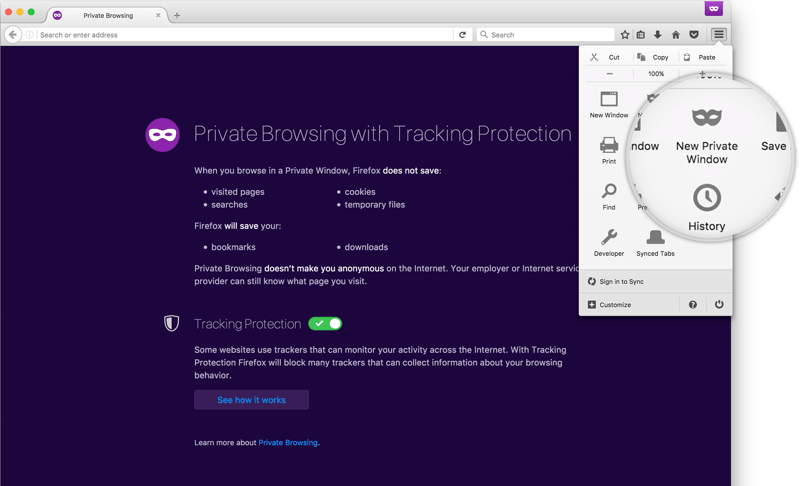 Private Browsing
Search or enter address
Search
Cut
Copy
Paste
100%
New Window
Print
Find
Developer
Synced Tabs
Sign in to Sync
Customize
ndow
New Private
Window
Save
History
Private Browsing with Tracking Protection
When you browse in a Private Window, Firefox does not save:
visited pages
cookies
searches
temporary files
Firefox will save your:
bookmarks
downloads
Private Browsing doesn’t make you anonymous on the Internet. Your employer or Internet servic
provider can still know what page you visit.
Tracking Protection
Some websites use trackers that can monitor your activity across the Internet. With Tracking
Protection Firefox will block many trackers that can collect information about your browsing
behavior.
See how it works
Learn more about Private Browsing.